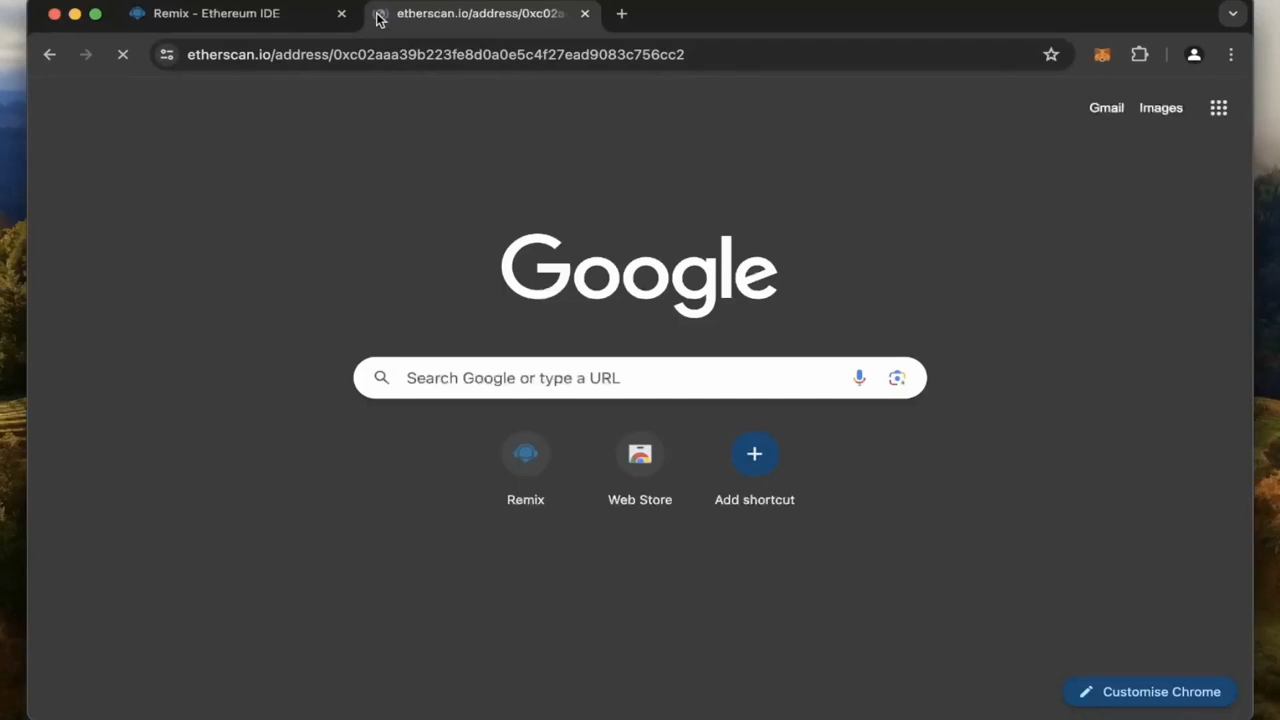 Remix - Ethereum IDE
etherscan.io/address/0xc02a
etherscan.io/address/0xc02aaa39b223fe8d0a0e5c4f27ead9083c756cc2
Gmail
Images
Google
Search Google or type a URL
Remix
Web Store
Add shortcut
Customise Chrome